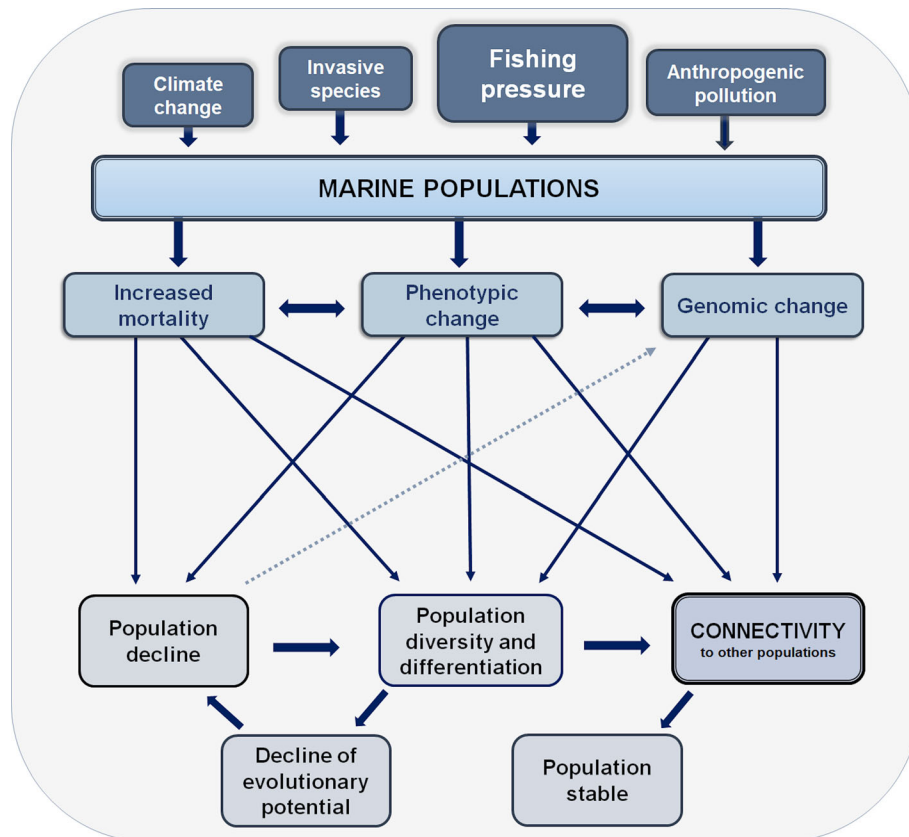 Climate
change
Invasive
species
Fishing
pressure
Anthropogenic
pollution
MARINE POPULATIONS
Increased
mortality
Phenotypic
change
Genomic change
Population
decline
Population
diversity and
differentiation
CONNECTIVITY
to other populations
Decline of
evolutionary
potential
Population
stable